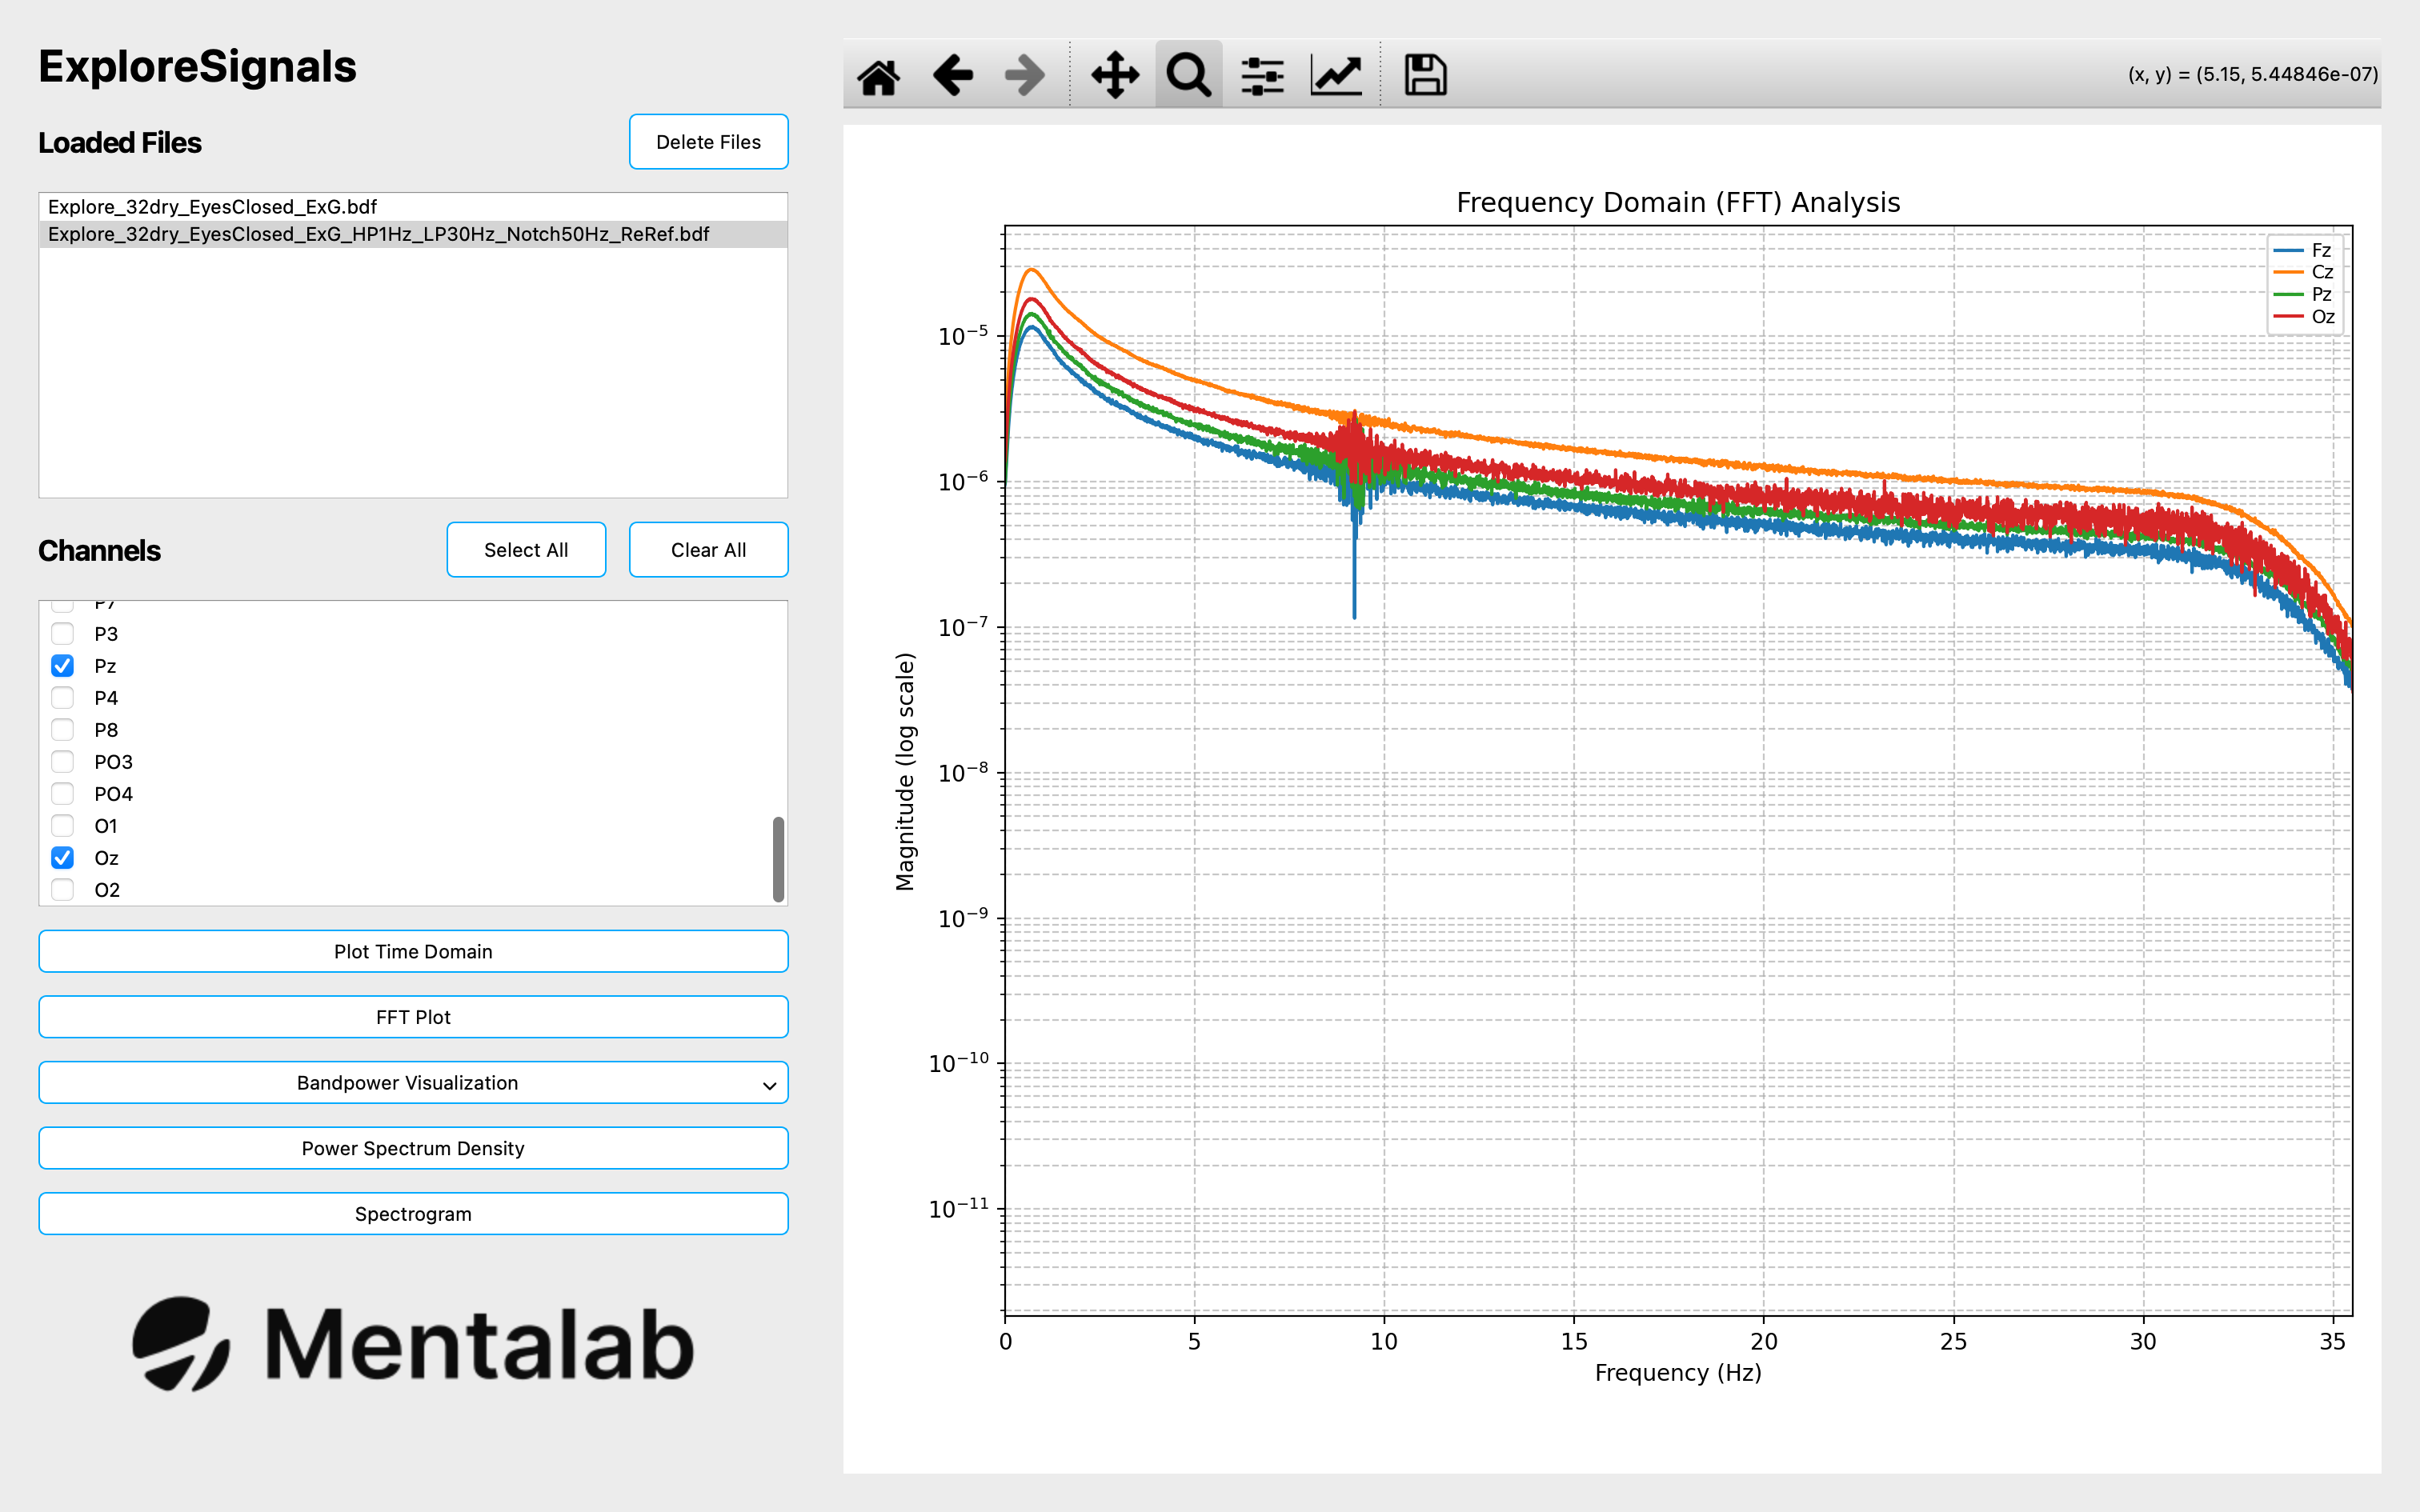 ExploreSignals
Loaded Files
Delete Files
Explore_32dry_EyesClosed_ExG.bdf
Explore_32dry_EyesClosed_ExG_HP1Hz_LP30Hz_Notch50Hz_ReRef.bdf
Channels
Select All
Clear All
P7
P3
Pz
P4
P8
PO3
PO4
O1
Oz
O2
Plot Time Domain
FFT Plot
Bandpower Visualization
Power Spectrum Density
Spectrogram
Mentalab
(x, y) = (5.15, 5.44846e-07)
Frequency Domain (FFT) Analysis
Fz
Cz
Pz
Oz
Magnitude (log scale)
10⁻⁵
10⁻⁶
10⁻⁷
10⁻⁸
10⁻⁹
10⁻¹⁰
10⁻¹¹
0 5 10 15 20 25 30 35
Frequency (Hz)